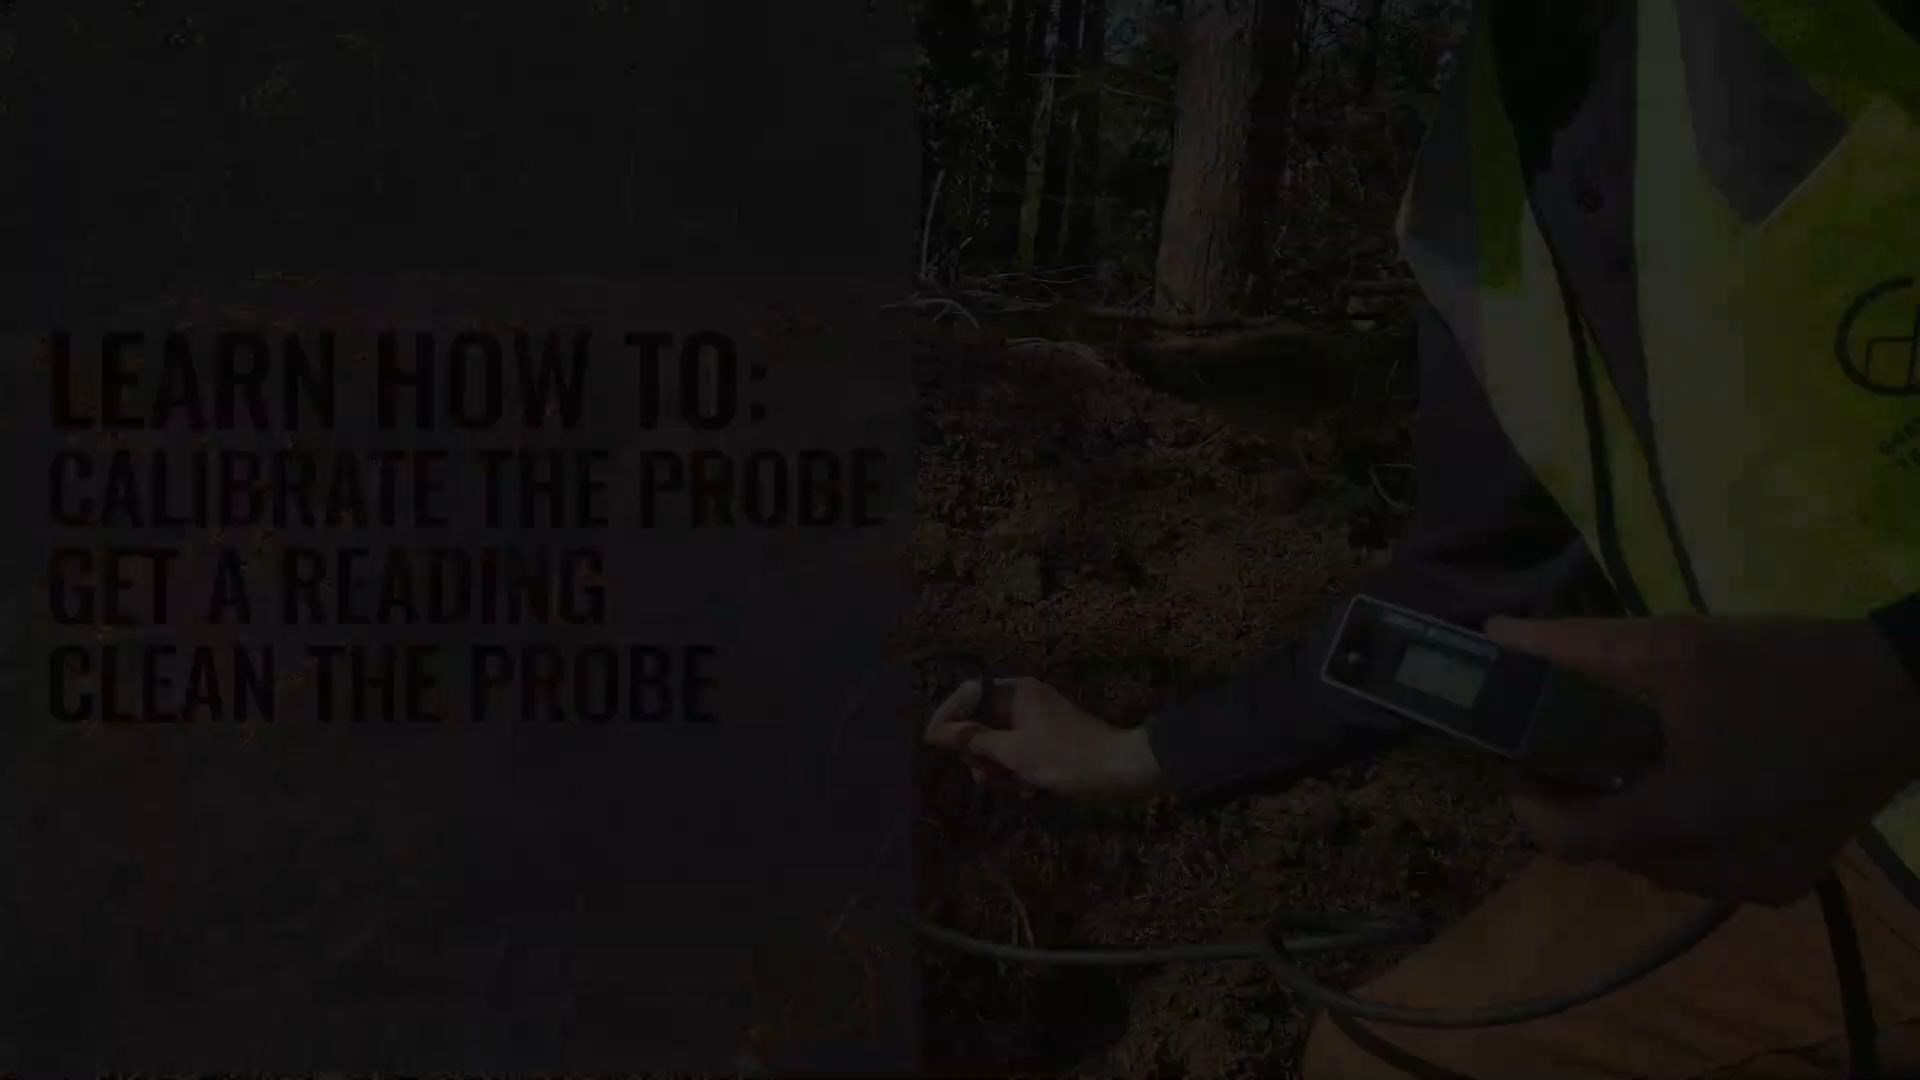 LEARN HOW TO:
CALIBRATE THE PROBE
GET A READING
CLEAN THE PROBE